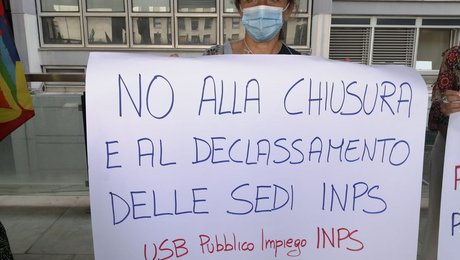 NO ALLA CHIUSURA
E AL DECLASSAMENTO
DELLE SEDI INPS
USB Pubblico Impiego INPS